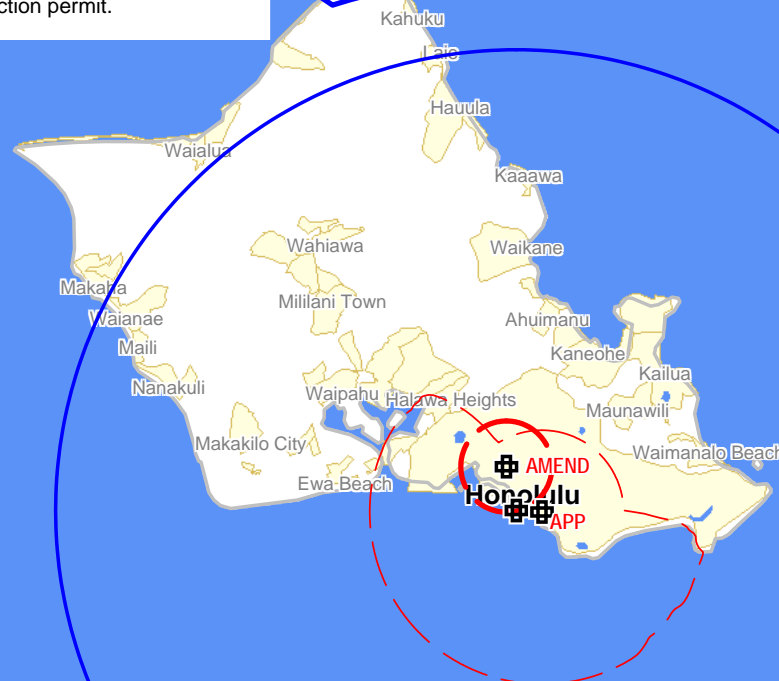 ction permit.
Kahuku
Laie
Hauula
Waialua
Kaaawa
Wahiawa
Waikane
Makaha
Mililani Town
Waianae
Ahuimanu
Maili
Kaneohe
Nanakuli
Kailua
Waipahu
Halawa Heights
Maunawili
Makakilo City
Waimanalo Beach
AMEND
Ewa Beach
Honolulu
APP